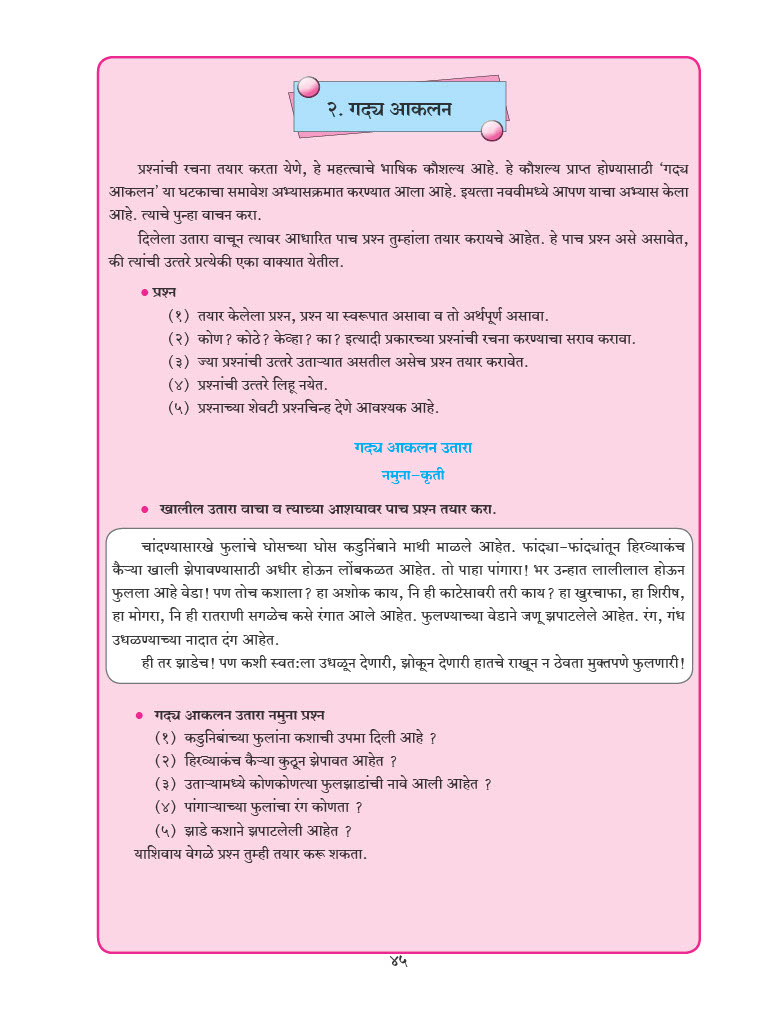 २. गद्य आकलन
प्रश्नांची रचना तयार करता येणे, हे महत्त्वाचे भाषिक कौशल्य आहे. हे कौशल्य प्राप्त होण्यासाठी ‘गद्य
आकलन’ या घटकाचा समावेश अभ्यासक्रमात करण्यात आला आहे. इयत्ता नववीमध्ये आपण याचा अभ्यास केला
आहे. त्याचे पुन्हा वाचन करा.
दिलेला उतारा वाचून त्यावर आधारित पाच प्रश्न तुम्हांला तयार करायचे आहेत. हे पाच प्रश्न असे असावेत,
की त्यांची उत्तरे प्रत्येकी एका वाक्यात येतील.
● प्रश्न
(१) तयार केलेला प्रश्न, प्रश्न या स्वरूपात असावा व तो अर्थपूर्ण असावा.
(२) कोण? कोठे? केव्हा? का? इत्यादी प्रकारच्या प्रश्नांची रचना करण्याचा सराव करावा.
(३) ज्या प्रश्नांची उत्तरे उताऱ्यात असतील असेच प्रश्न तयार करावेत.
(४) प्रश्नांची उत्तरे लिहू नयेत.
(५) प्रश्नाच्या शेवटी प्रश्नचिन्ह देणे आवश्यक आहे.
गद्य आकलन उतारा
नमुना-कृती
● खालील उतारा वाचा व त्याच्या आशयावर पाच प्रश्न तयार करा.
चांदण्यासारखे फुलांचे घोसच्या घोस कडुनिंबाने माथी माळले आहेत. फांद्या-फांद्यांतून हिरव्याकंच
कैऱ्या खाली झेपावण्यासाठी अधीर होऊन लोंबकळत आहेत. तो पाहा पांगारा! भर उन्हात लालीलाल होऊन
फुलला आहे वेडा! पण तोच कशाला? हा अशोक काय, नि ही काटेसावरी तरी काय? हा खुरचाफा, हा शिरीष,
हा मोगरा, नि ही रातराणी सगळेच कसे रंगात आले आहेत. फुलण्याच्या वेडाने जणू झपाटलेले आहेत. रंग, गंध
उधळण्याच्या नादात दंग आहेत.
ही तर झाडेच! पण कशी स्वत:ला उधळून देणारी, झोकून देणारी हातचे राखून न ठेवता मुक्तपणे फुलणारी!
● गद्य आकलन उतारा नमुना प्रश्न
(१) कडुनिबांच्या फुलांना कशाची उपमा दिली आहे ?
(२) हिरव्याकंच कैऱ्या कुठून झेपावत आहेत ?
(३) उताऱ्यामध्ये कोणकोणत्या फुलझाडांची नावे आली आहेत ?
(४) पांगाऱ्याच्या फुलांचा रंग कोणता ?
(५) झाडे कशाने झपाटलेली आहेत ?
याशिवाय वेगळे प्रश्न तुम्ही तयार करू शकता.
४५